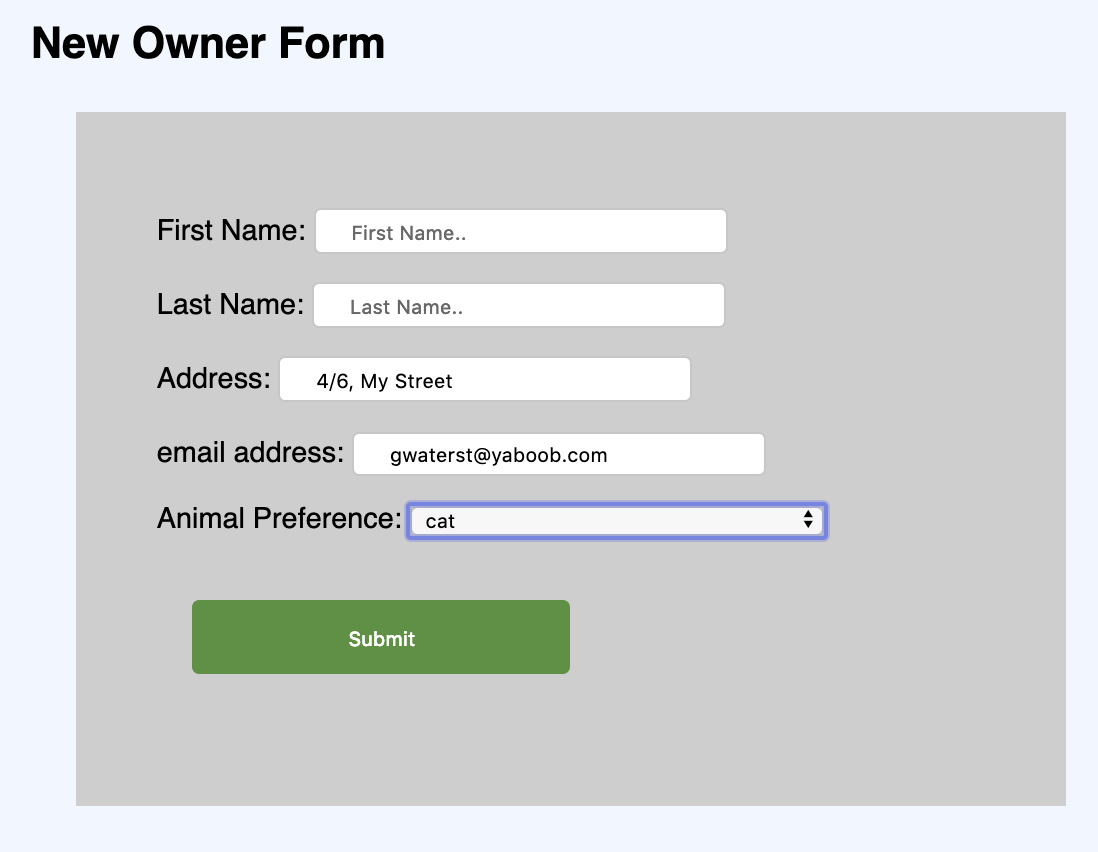 New Owner Form
First Name: First Name..
Last Name: Last Name..
Address: 4/6, My Street
email address: gwaterst@yaboob.com
Animal Preference: cat
Submit